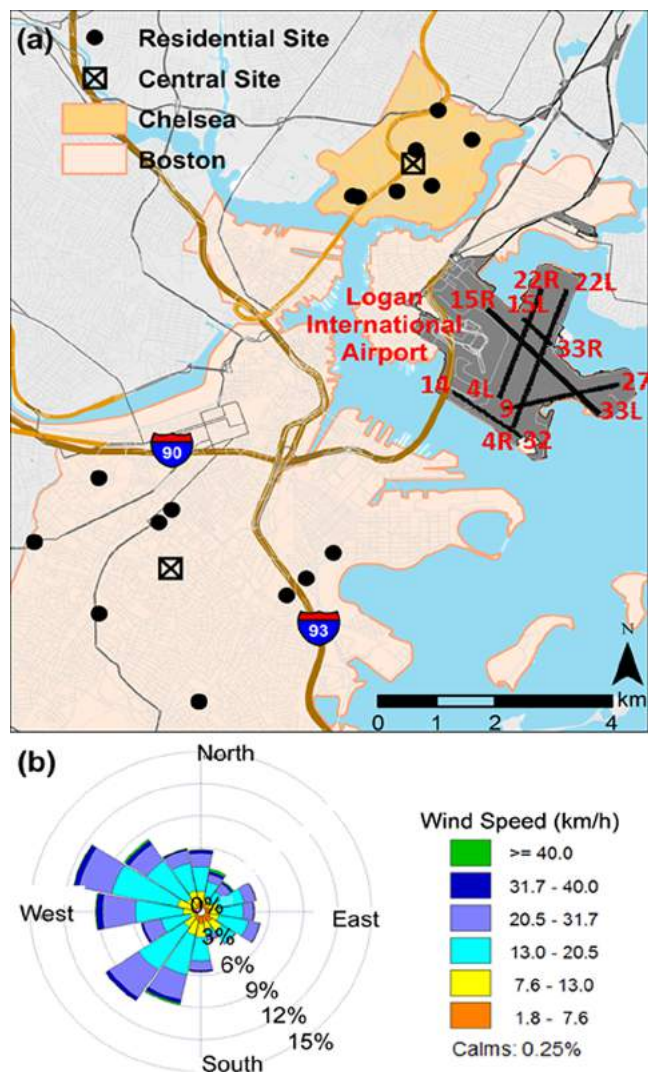 (a)
Residential Site
Central Site
Chelsea
Boston
Logan
International
Airport
15R
22R
15L
22L
33R
14
4L
9
27
33L
4R
32
90
93
N
km
0 1 2 4
(b)
North
West
East
South
0%
3%
6%
9%
12%
15%
Wind Speed (km/h)
>= 40.0
31.7 - 40.0
20.5 - 31.7
13.0 - 20.5
7.6 - 13.0
1.8 - 7.6
Calms: 0.25%